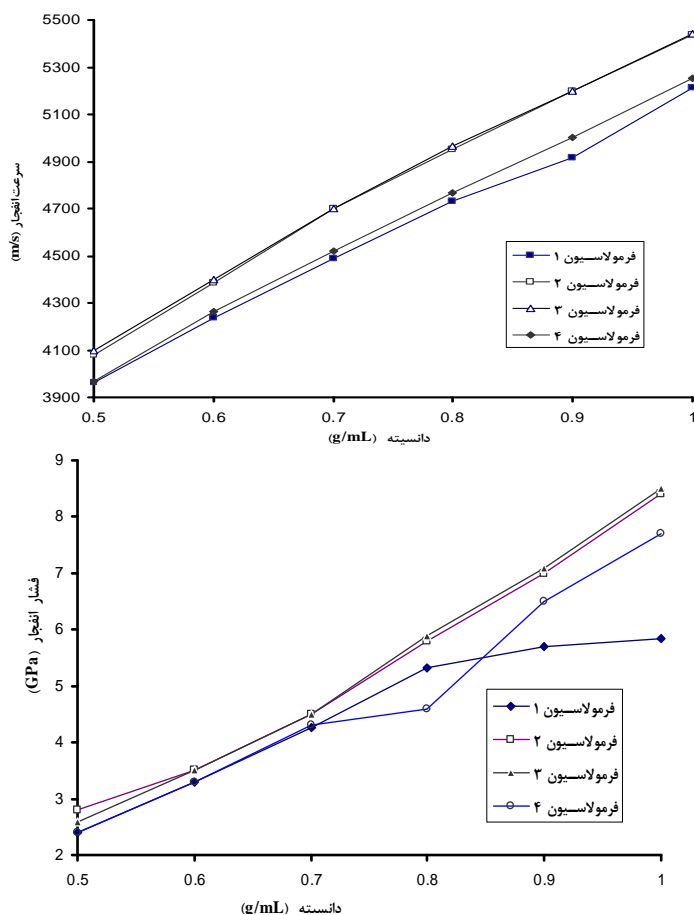 5500
5300
5100
4900
4700
4500
4300
4100
3900
سرعت انفجار (m/s)
فرمولاسیون ۱
فرمولاسیون ۲
فرمولاسیون ۳
فرمولاسیون ۴
0.5 0.6 0.7 0.8 0.9 1
دانسیته (g/mL)
9
8
7
6
5
4
3
2
فشار انفجار (GPa)
فرمولاسیون ۱
فرمولاسیون ۲
فرمولاسیون ۳
فرمولاسیون ۴
0.5 0.6 0.7 0.8 0.9 1
دانسیته (g/mL)